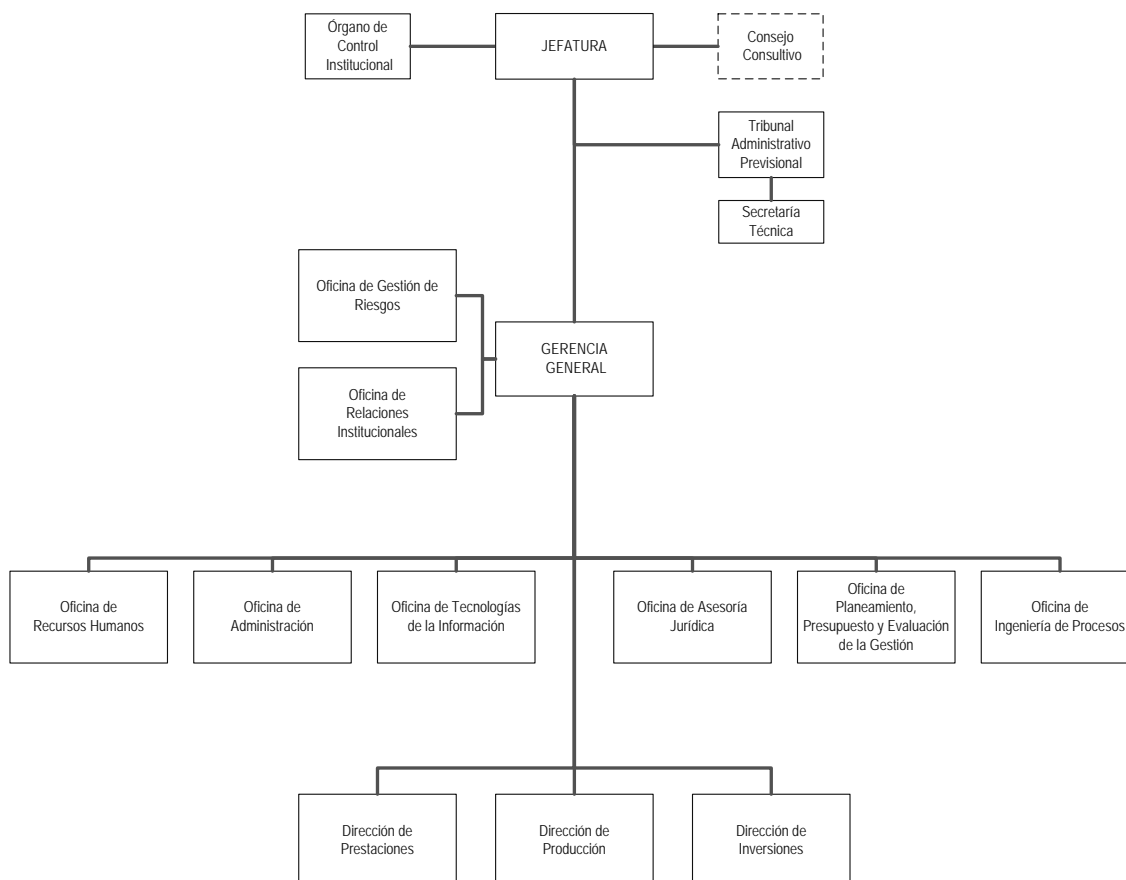 Órgano de
Control
Institucional
JEFATURA
Consejo
Consultivo
Tribunal
Administrativo
Previsional
Secretaría
Técnica
Oficina de Gestión de
Riesgos
GERENCIA
GENERAL
Oficina de
Relaciones
Institucionales
Oficina de
Recursos Humanos
Oficina de
Administración
Oficina de Tecnologías
de la Información
Oficina de Asesoría
Jurídica
Oficina de
Planeamiento,
Presupuesto y Evaluación
de la Gestión
Oficina de
Ingeniería de Procesos
Dirección de
Prestaciones
Dirección de
Producción
Dirección de
Inversiones